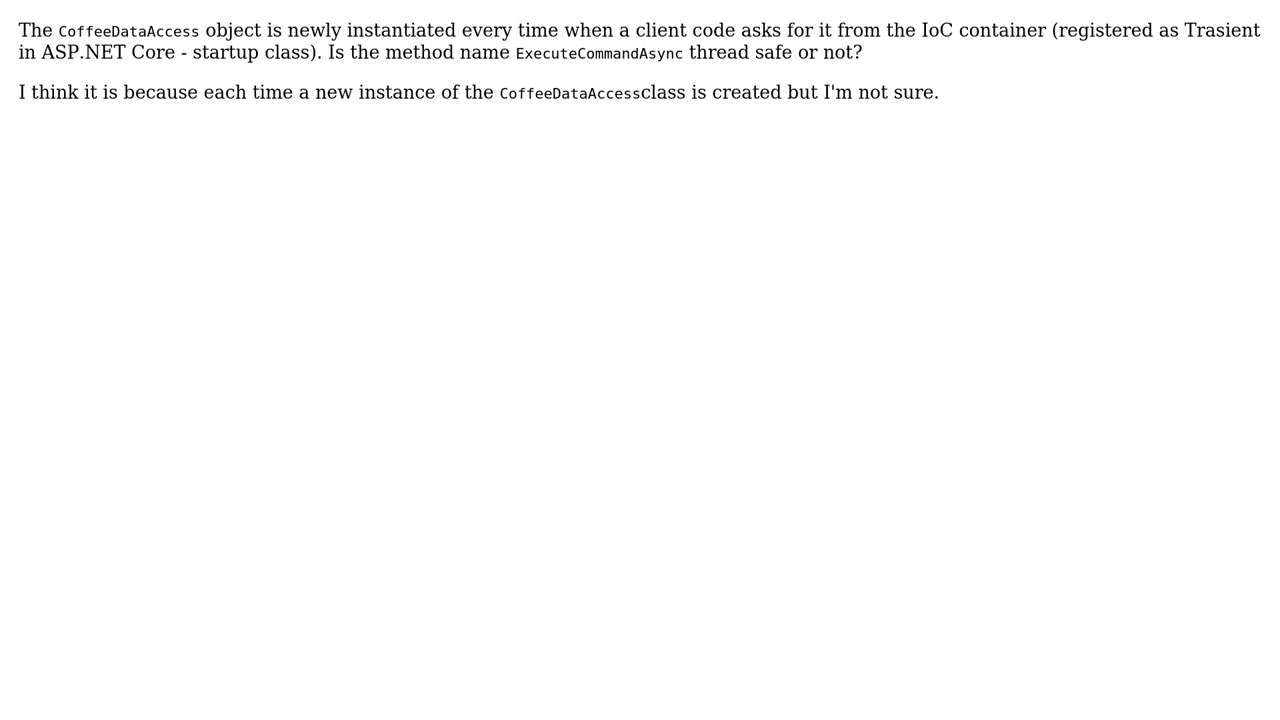 The CoffeeDataAccess object is newly instantiated every time when a client code asks for it from the IoC container (registered as Trasient
in ASP.NET Core - startup class). Is the method name ExecuteCommandAsync thread safe or not?
I think it is because each time a new instance of the CoffeeDataAccessclass is created but I'm not sure.